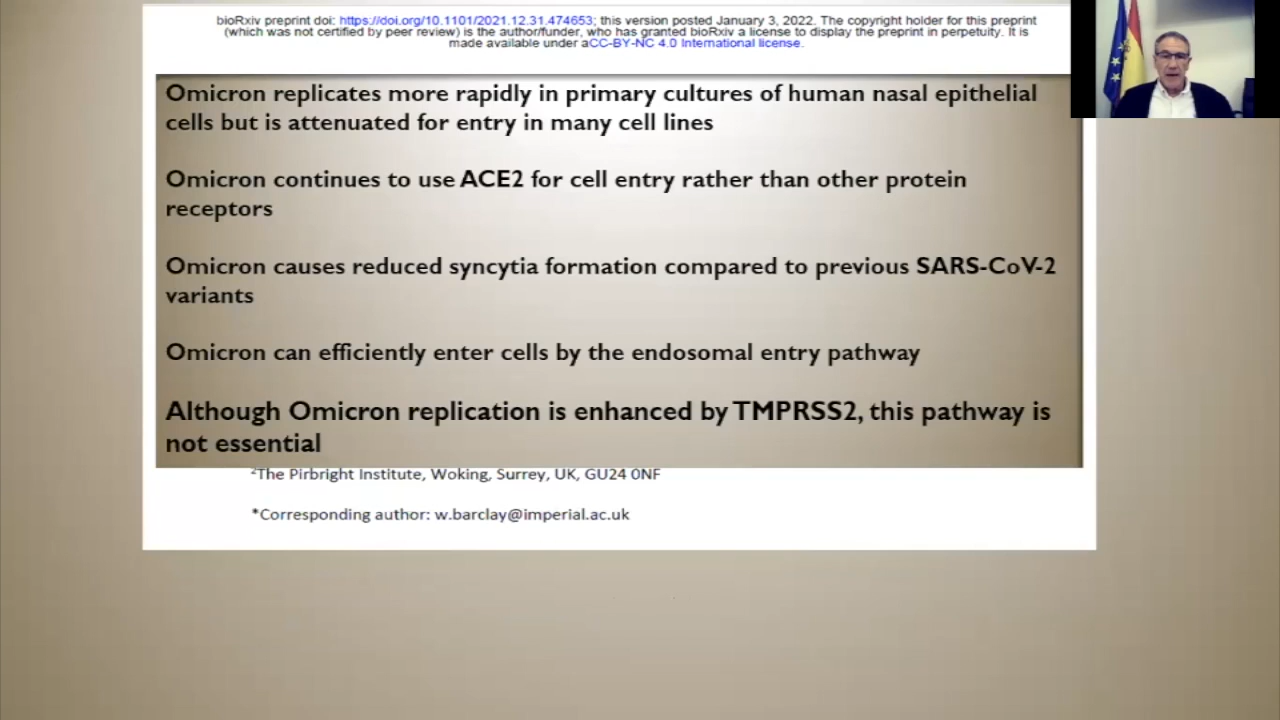 bioRxiv preprint doi: https://doi.org/10.1101/2021.12.31.474653; this version posted January 3, 2022. The copyright holder for this preprint
(which was not certified by peer review) is the author/funder, who has granted bioRxiv a license to display the preprint in perpetuity. It is
made available under aCC-BY-NC 4.0 International license.
Omicron replicates more rapidly in primary cultures of human nasal epithelial
cells but is attenuated for entry in many cell lines
Omicron continues to use ACE2 for cell entry rather than other protein
receptors
Omicron causes reduced syncytia formation compared to previous SARS-CoV-2
variants
Omicron can efficiently enter cells by the endosomal entry pathway
Although Omicron replication is enhanced by TMPRSS2, this pathway is
not essential
²The Pirbright Institute, Woking, Surrey, UK, GU24 0NF
*Corresponding author: w.barclay@imperial.ac.uk